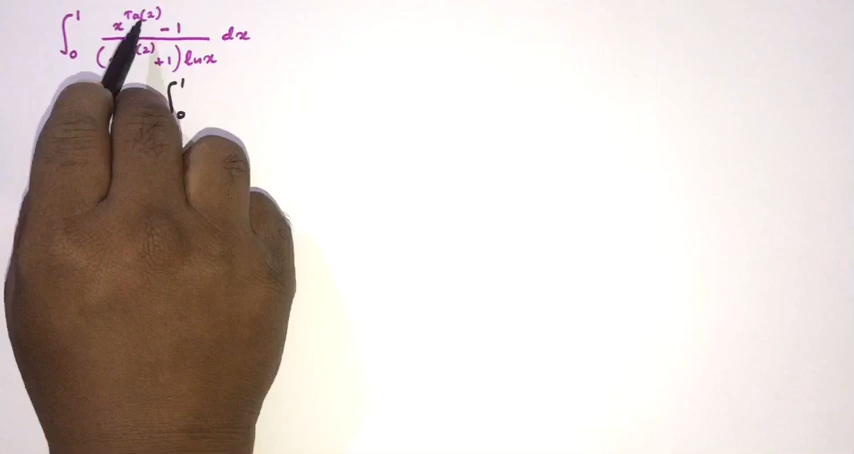 ∫₀¹ x^{Ta(2)} - 1 / ( (2) + 1) ln x dx
∫₀¹